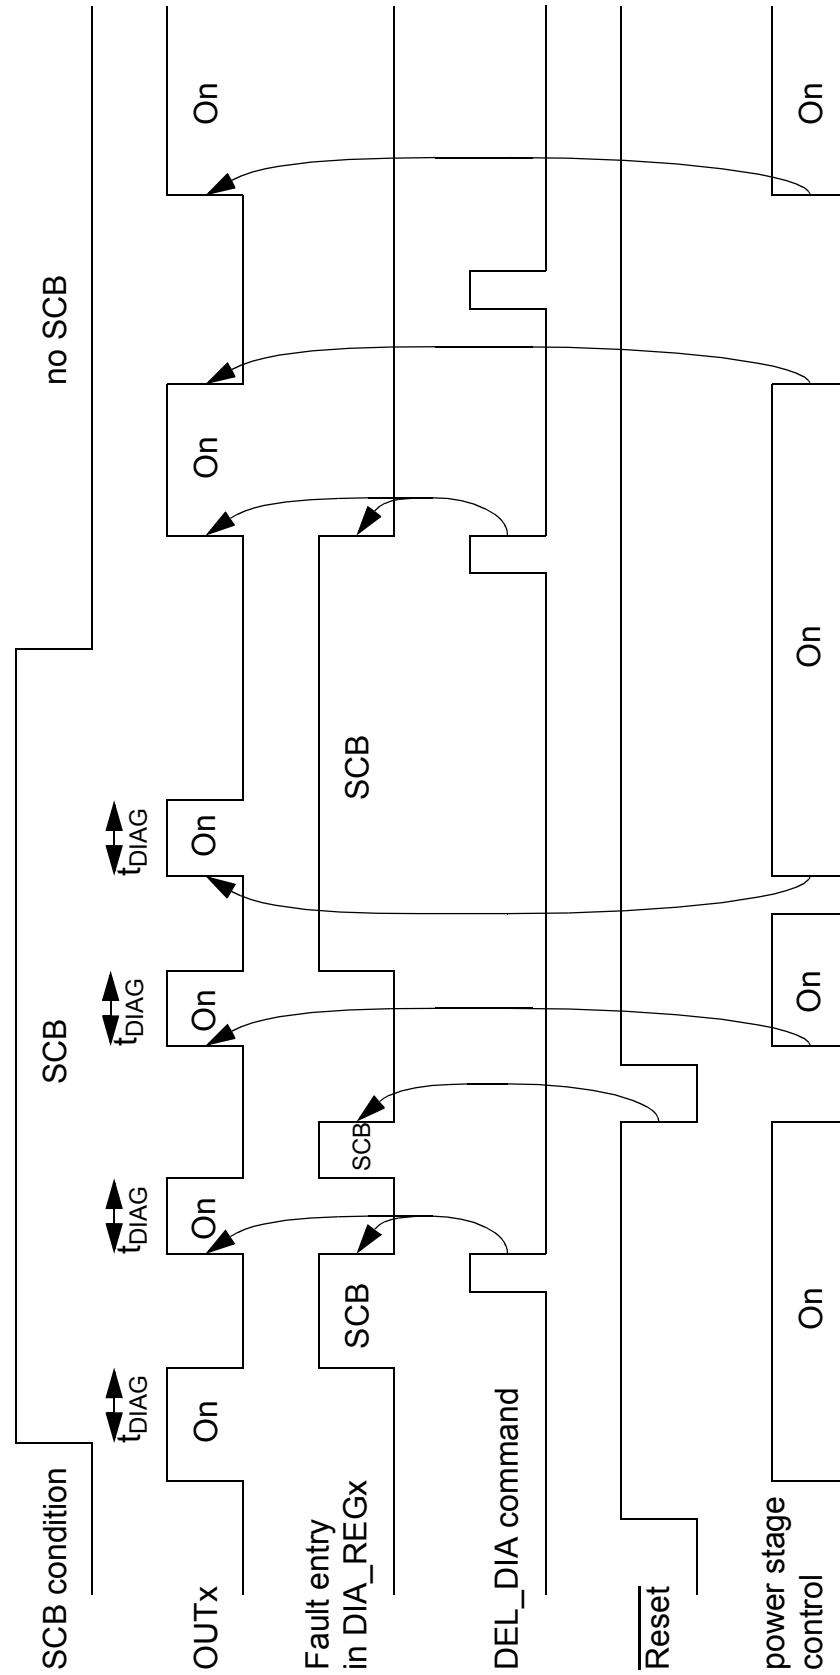 SCB condition
SCB
no SCB
tDIAG
tDIAG
tDIAG
tDIAG
OUTx
On
On
On
On
On
On
Fault entry
in DIA_REGx
SCB
SCB
SCB
DEL_DIA command
Reset
power stage
control
On
On
On
On